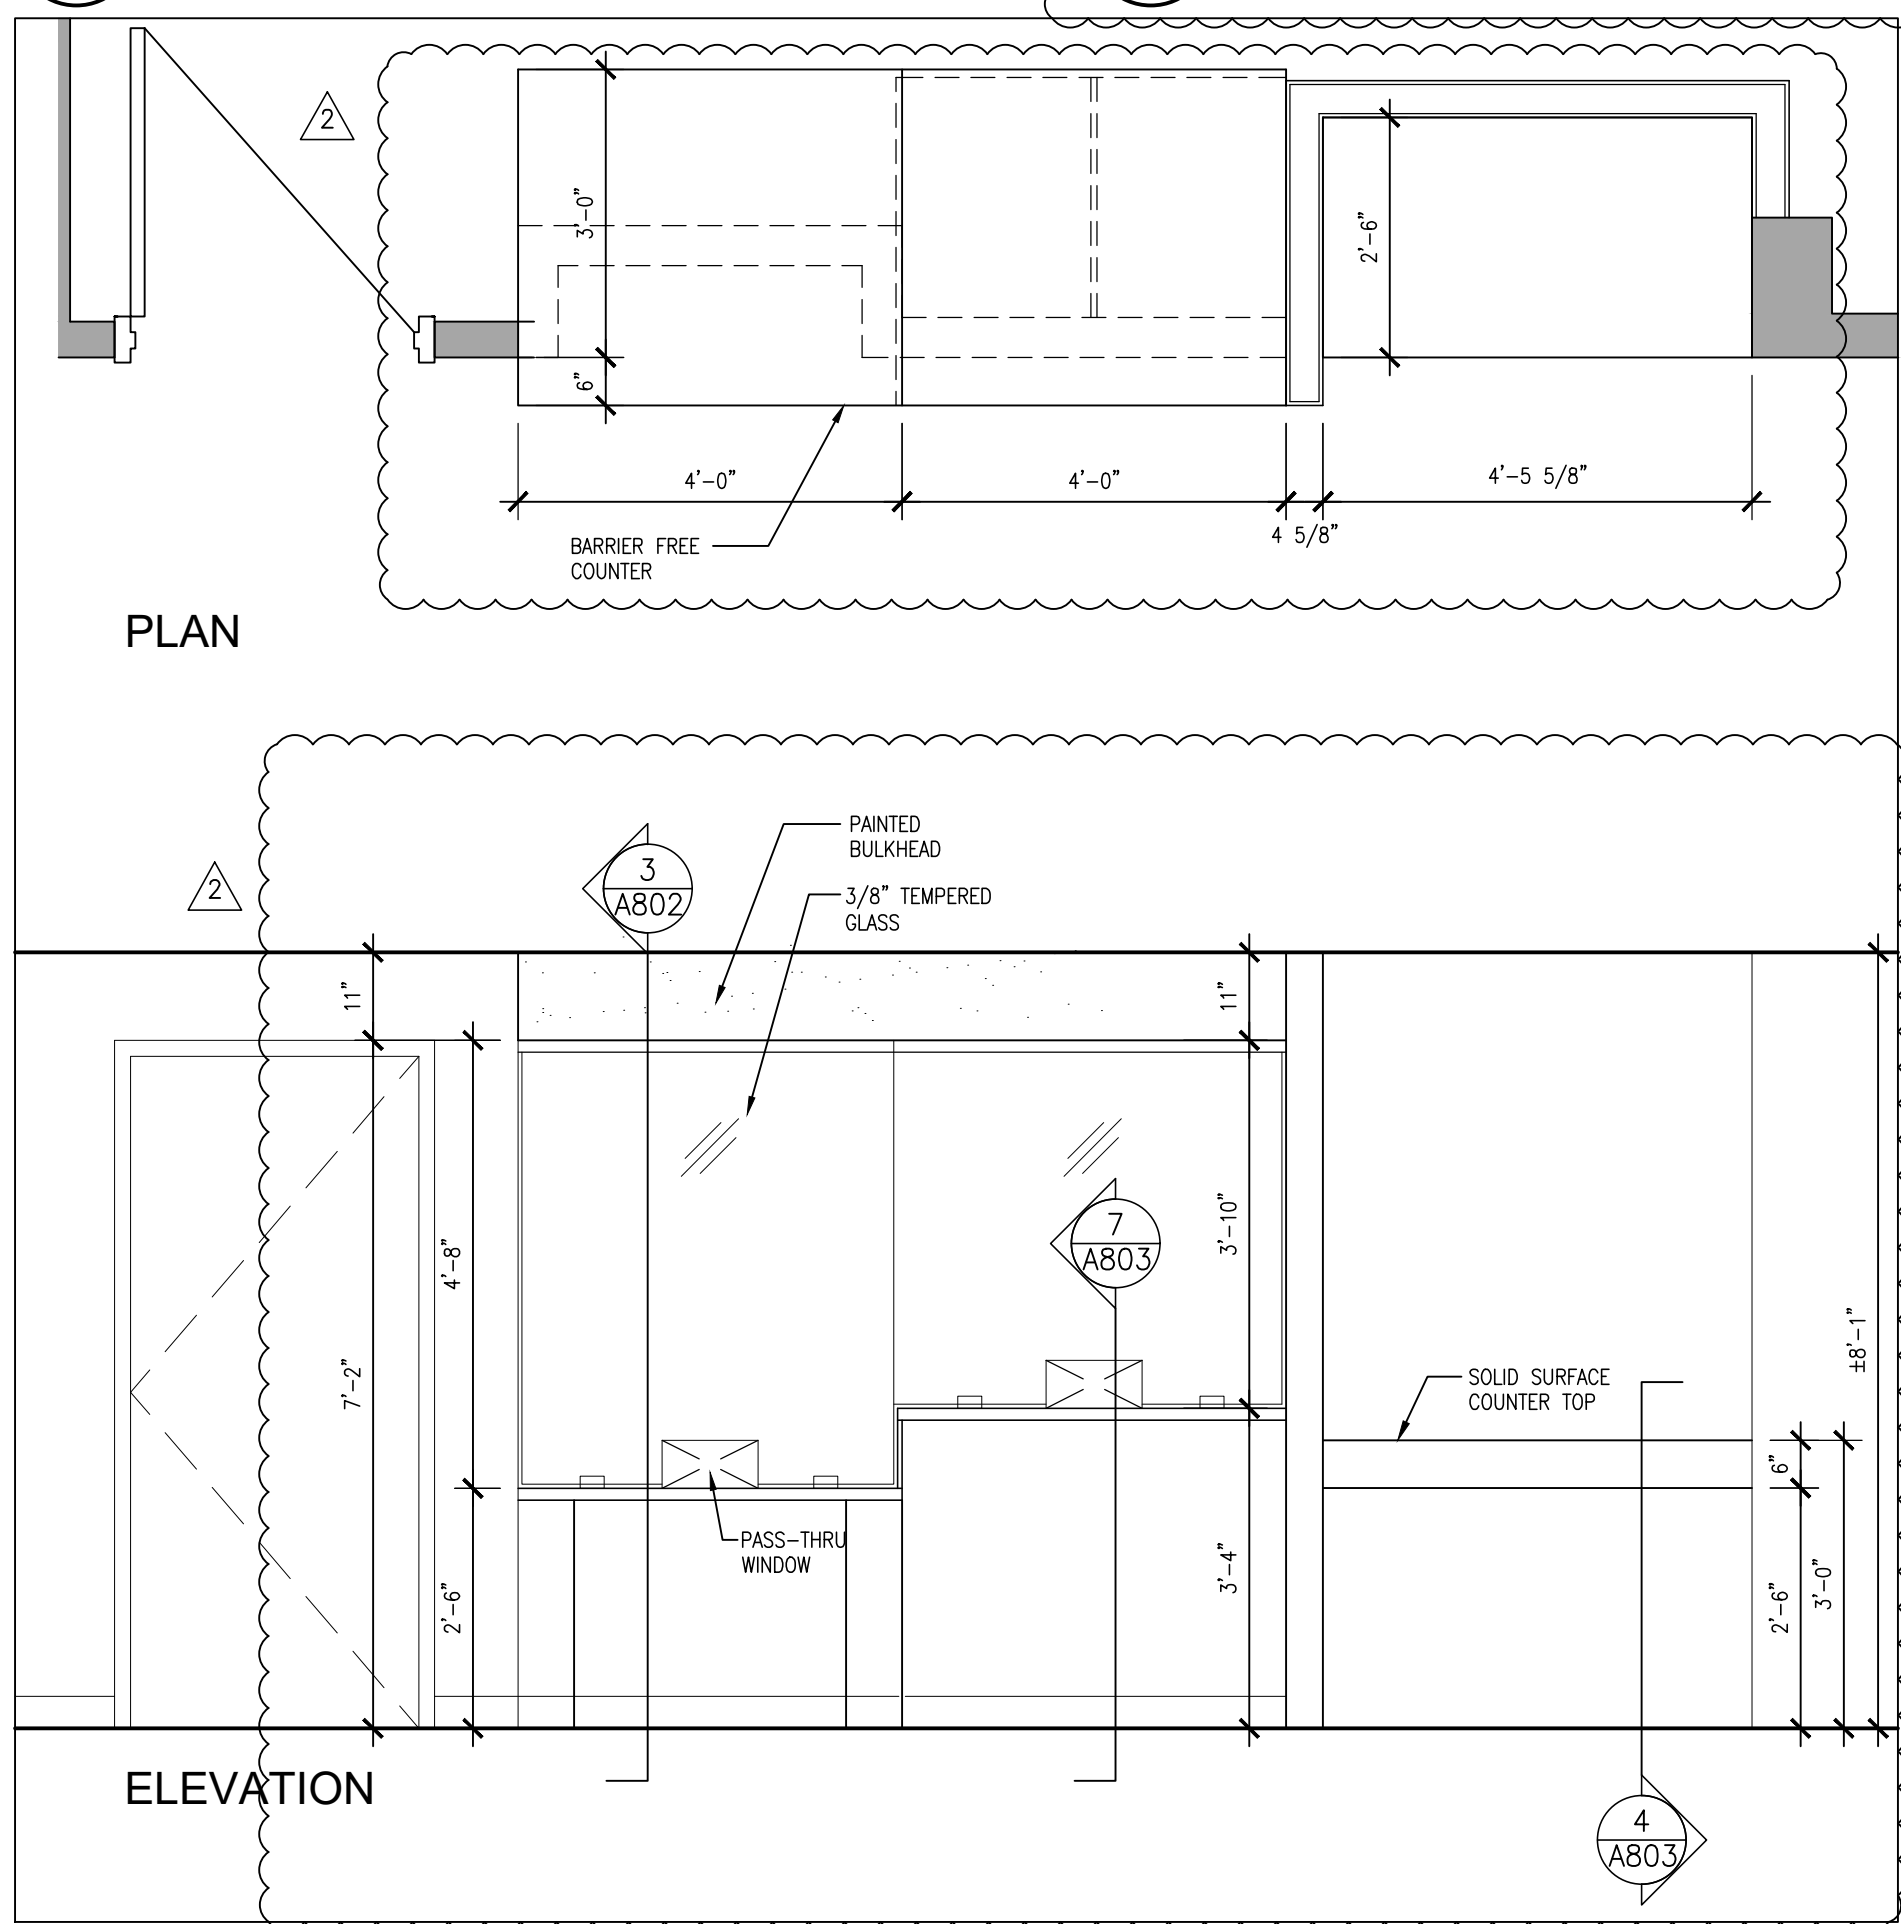 2
3'-0"
2'-6"
6"
4'-0"
4'-0"
4'-5 5/8"
4 5/8"
BARRIER FREE
COUNTER
PLAN
PAINTED
BULKHEAD
2
3
A802
3/8" TEMPERED
GLASS
11"
11"
7
A803
3'-10"
4'-8"
7'-2"
±8'-1"
SOLID SURFACE
COUNTER TOP
6"
PASS-THRU
WINDOW
3'-4"
2'-6"
2'-6"
3'-0"
ELEVATION
4
A803